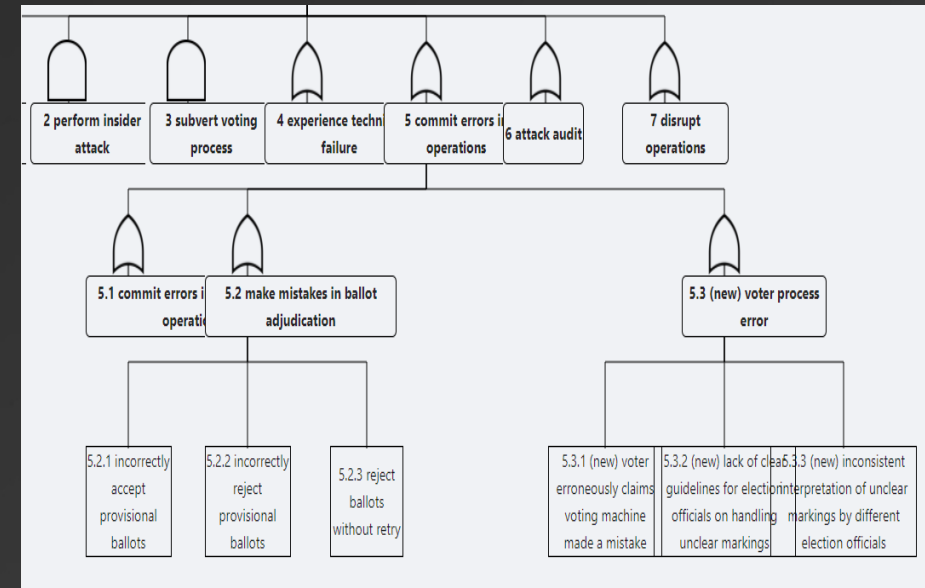 2 perform insider
attack
3 subvert voting
process
4 experience techni
failure
5 commit errors i
operations
6 attack audit
7 disrupt
operations
5.1 commit errors i
operatio
5.2 make mistakes in ballot
adjudication
5.3 (new) voter process
error
5.2.1 incorrectly
accept
provisional
ballots
5.2.2 incorrectly
reject
provisional
ballots
5.2.3 reject
ballots
without retry
5.3.1 (new) voter
erroneously claims
voting machine
made a mistake
5.3.2 (new) lack of clea
guidelines for election
officials on handling
unclear markings
5.3.3 (new) inconsistent
interpretation of unclear
markings by different
election officials